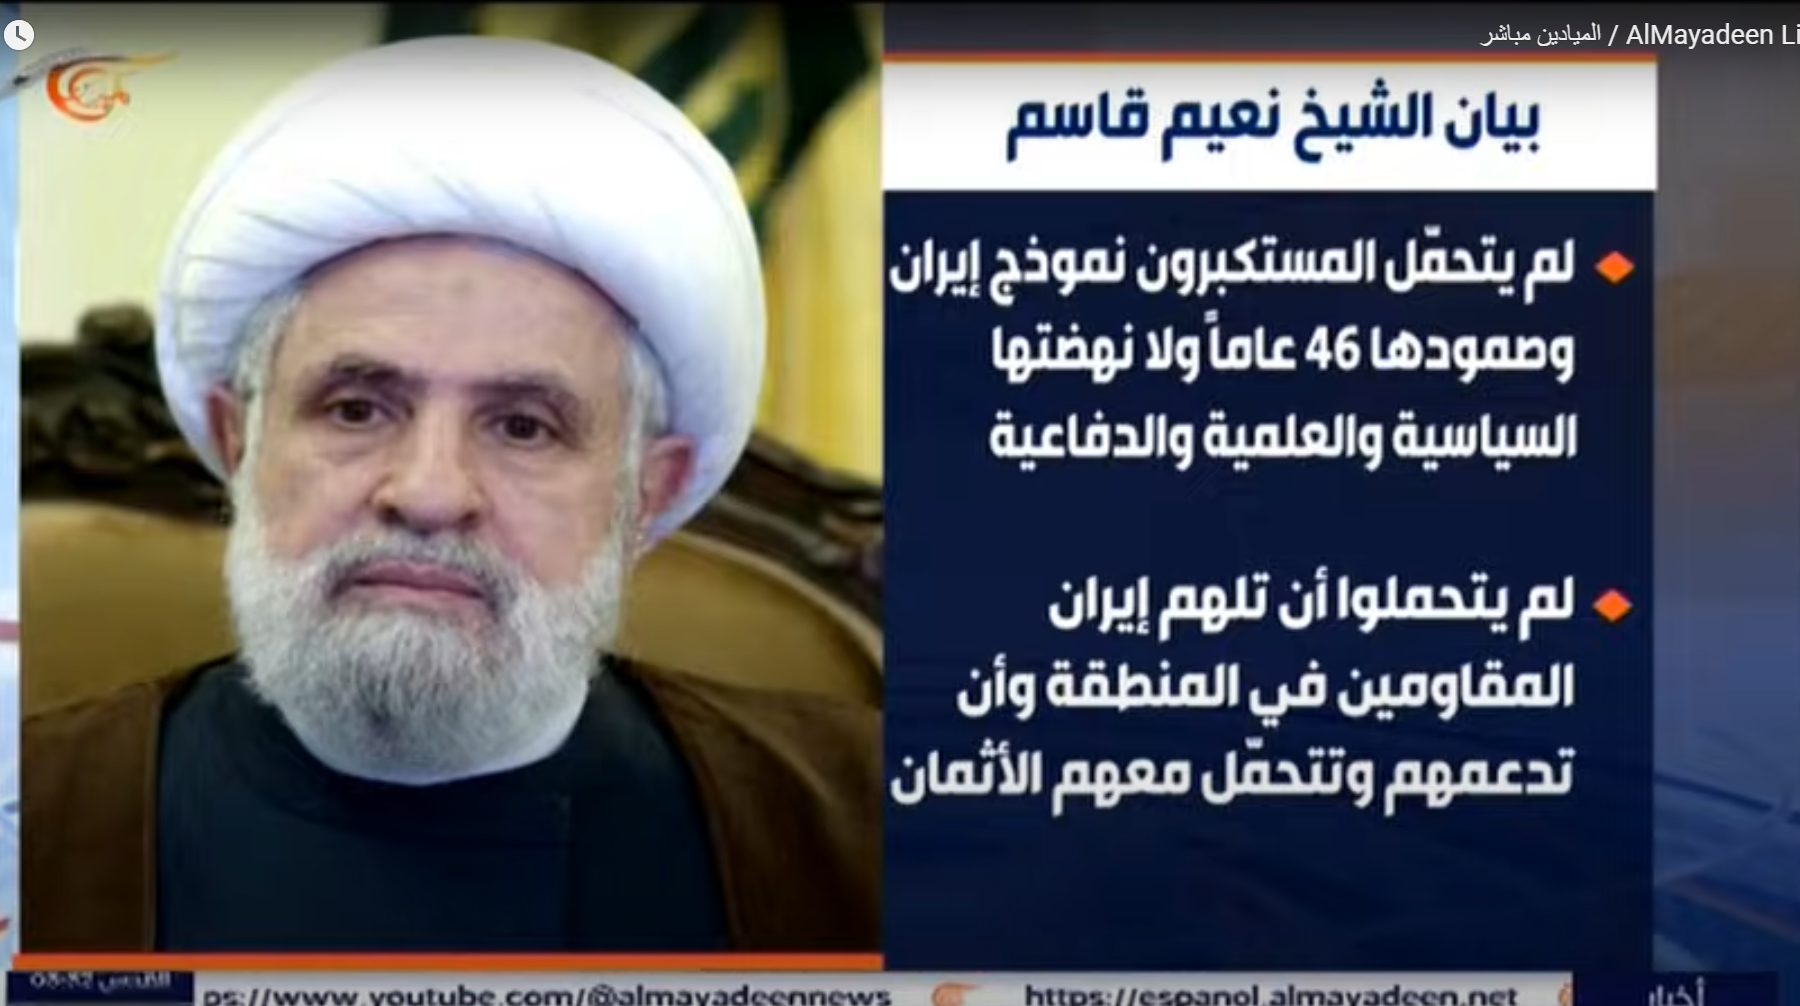 الميادين مباشر / AlMayadeen Li
بيان الشيخ نعيم قاسم
لم يتحمّل المستكبرون نموذج إيران
وصمودها 46 عاماً ولا نهضتها
السياسية والعلمية والدفاعية
لم يتحملوا أن تلهم إيران
المقاومين في المنطقة وأن
تدعمهم وتتحمّل معهم الأثمان
القدس
ps://www.youtube.com/@almayadeennews
https://espanol.almayadeen.net
أخبار